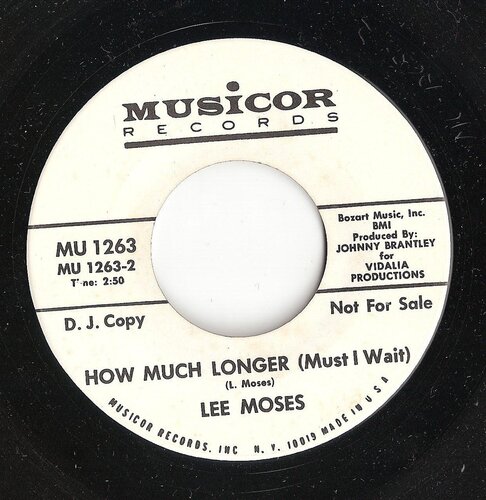 MUSICOR
RECORDS
MU 1263
MU 1263-2
T ne: 2:50
Bozart Music, Inc.
BMI
Produced By:
JOHNNY BRANTLEY
for
VIDALIA
PRODUCTIONS
D. J. Copy
Not For Sale
HOW MUCH LONGER (Must I Wait)
(L. Moses)
LEE MOSES
MUSICOR RECORDS, INC N. Y. 10019 MADE IN U S A